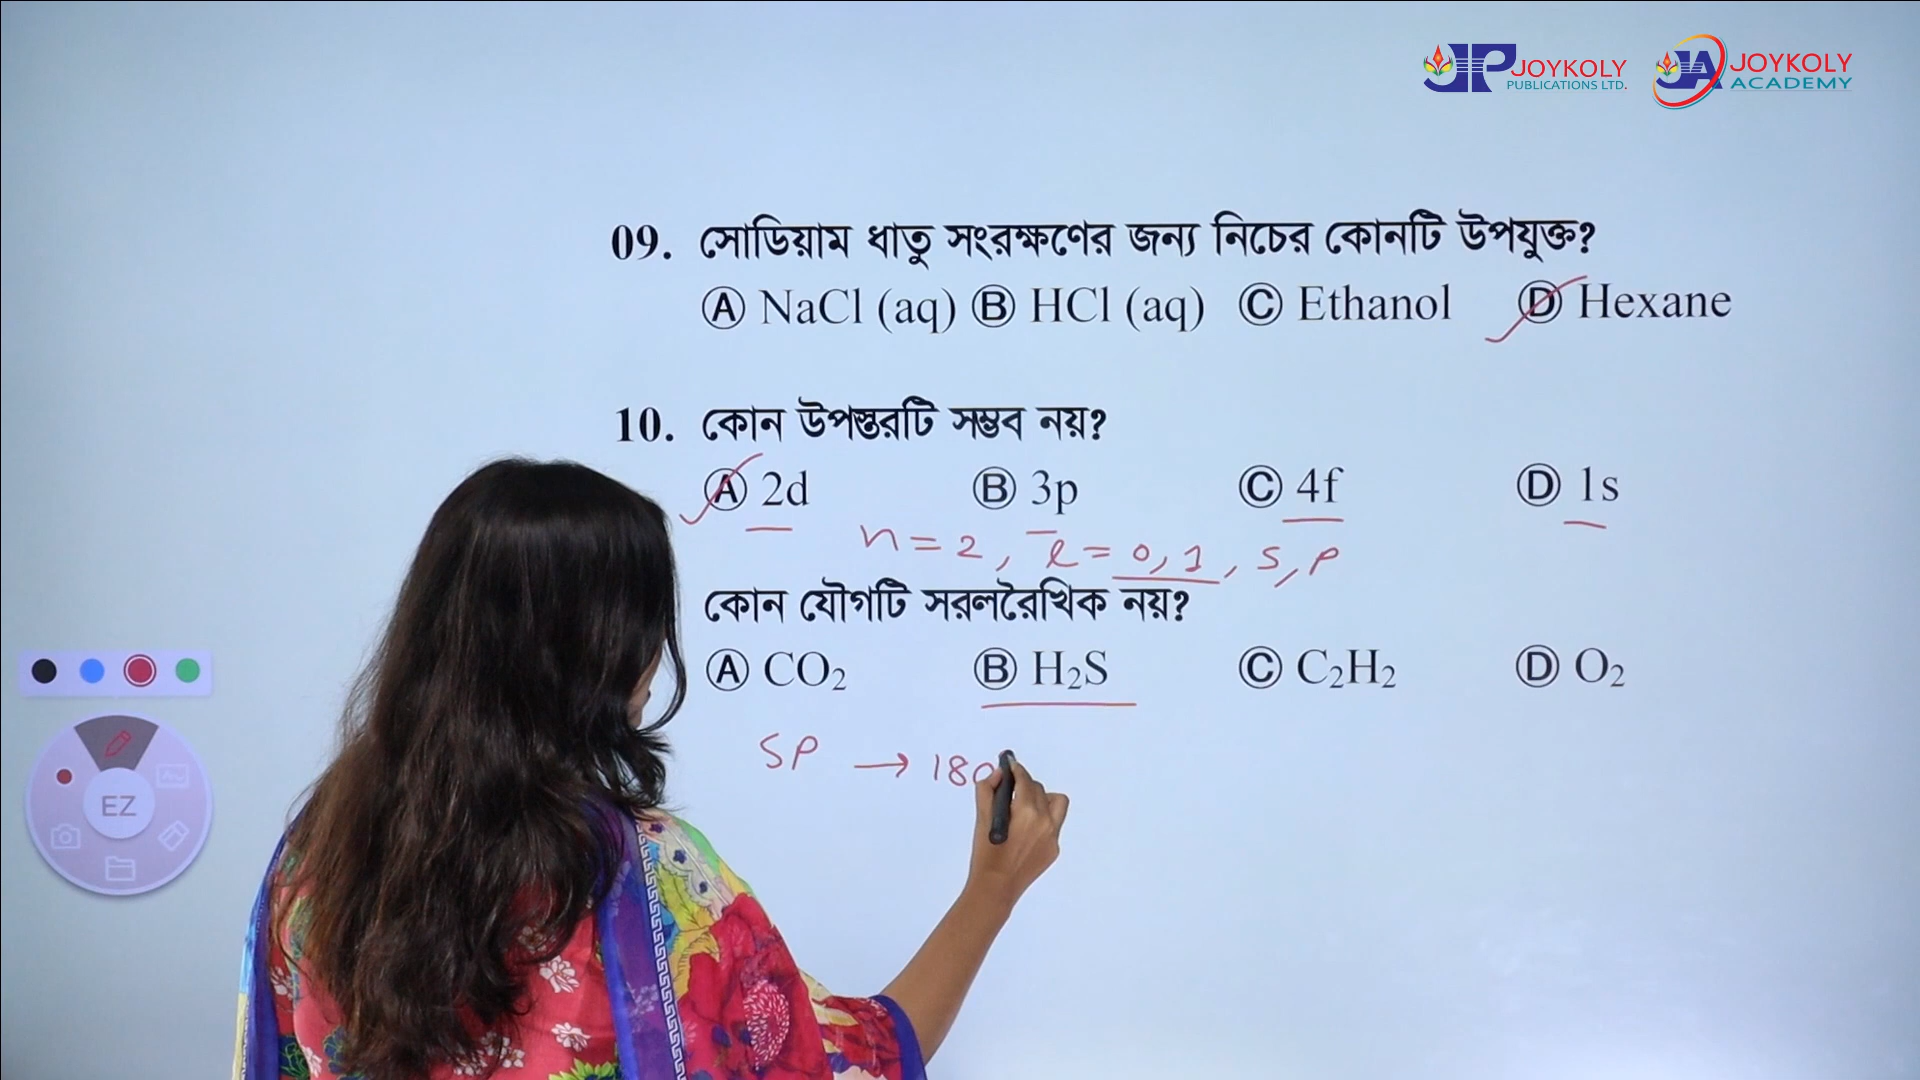 JP JOYKOLY PUBLICATIONS LTD. JA JOYKOLY ACADEMY
09. সোডিয়াম ধাতু সংরক্ষণের জন্য নিচের কোনটি উপযুক্ত?
Ⓐ NaCl (aq) Ⓑ HCl (aq) Ⓒ Ethanol Ⓓ Hexane
10. কোন উপস্তরটি সম্ভব নয়?
Ⓐ 2d Ⓑ 3p Ⓒ 4f Ⓓ 1s
n = 2, l = 0, 1, s, p
কোন যৌগটি সরলরৈখিক নয়?
Ⓐ CO₂ Ⓑ H₂S Ⓒ C₂H₂ Ⓓ O₂
SP → 180
EZ